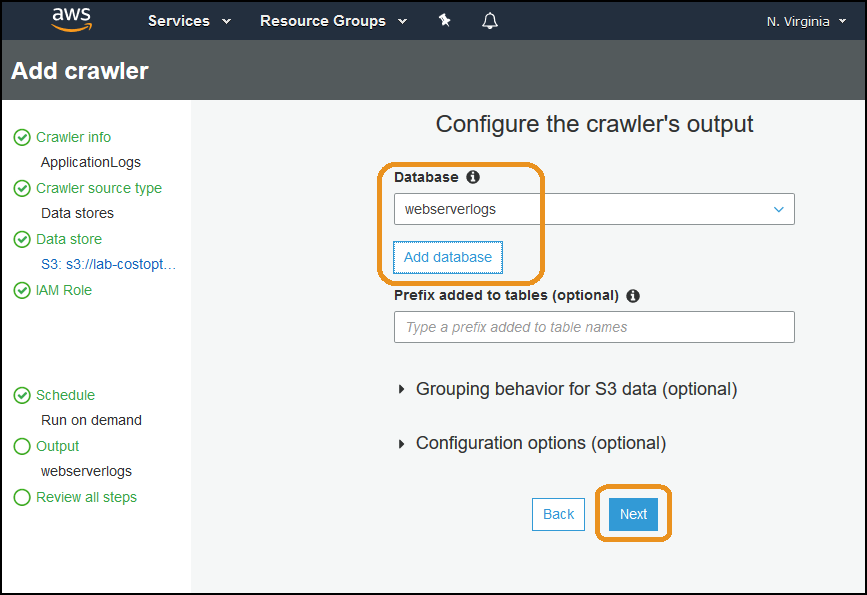 aws Services Resource Groups N. Virginia
Add crawler
Crawler info
ApplicationLogs
Crawler source type
Data stores
Data store
S3: s3://lab-costopt...
IAM Role
Schedule
Run on demand
Output
webserverlogs
Review all steps
Configure the crawler's output
Database
webserverlogs
Add database
Prefix added to tables (optional)
Type a prefix added to table names
Grouping behavior for S3 data (optional)
Configuration options (optional)
Back Next